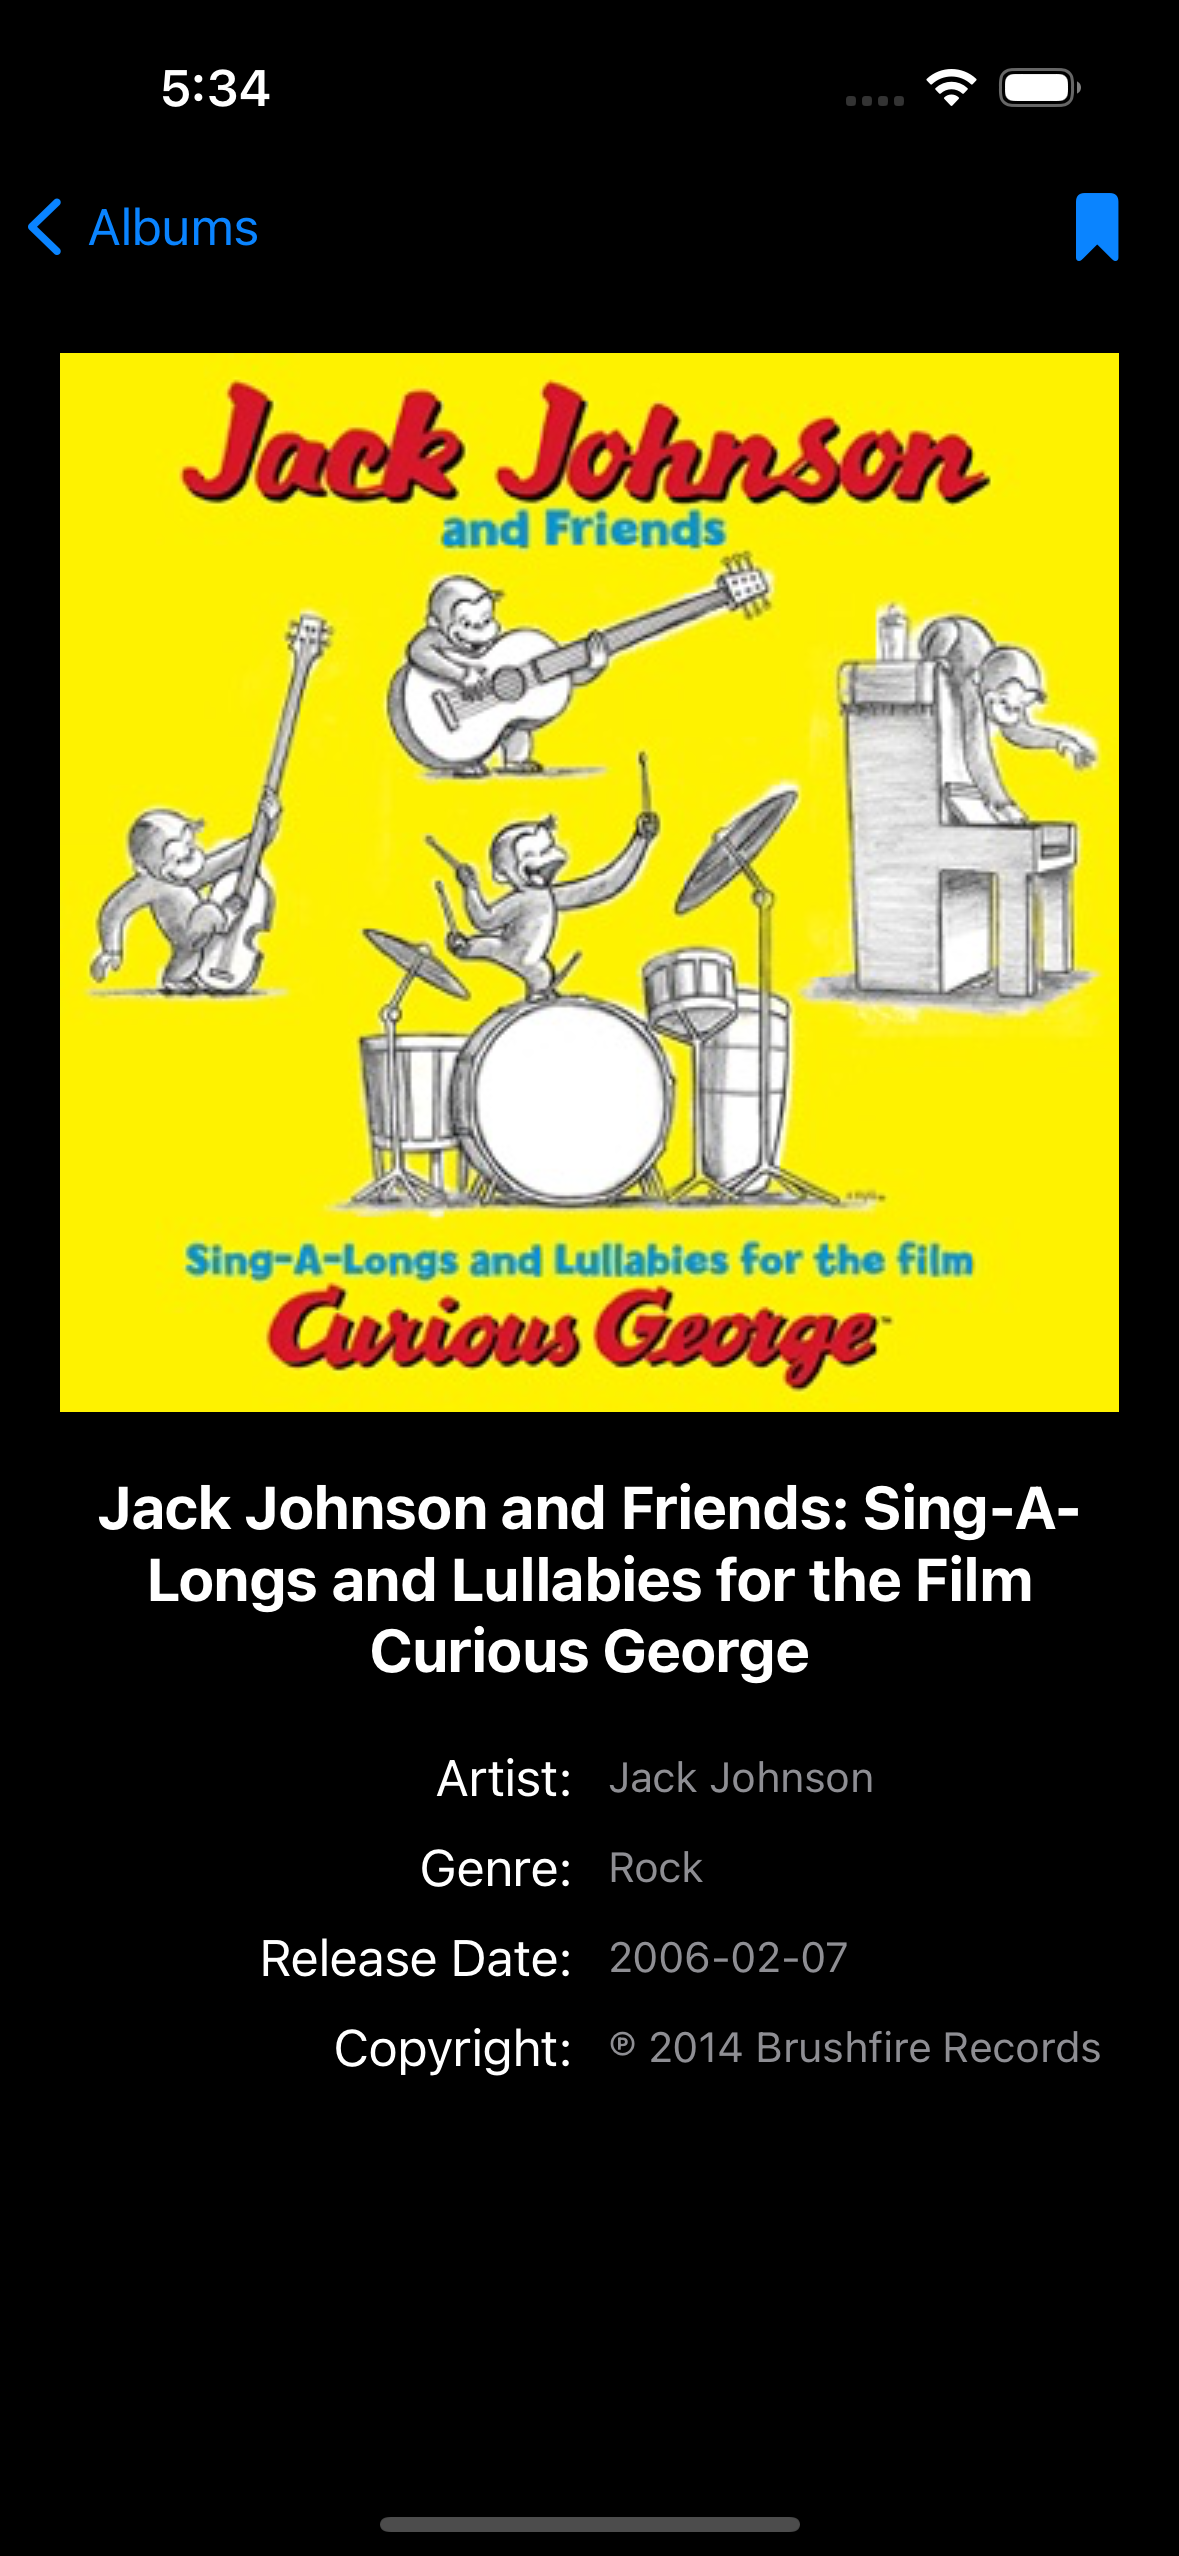 5:34
Albums
Jack Johnson
and Friends
Sing-A-Longs and Lullabies for the film
Curious George™
Jack Johnson and Friends: Sing-A-
Longs and Lullabies for the Film
Curious George
Artist: Jack Johnson
Genre: Rock
Release Date: 2006-02-07
Copyright: ℗ 2014 Brushfire Records